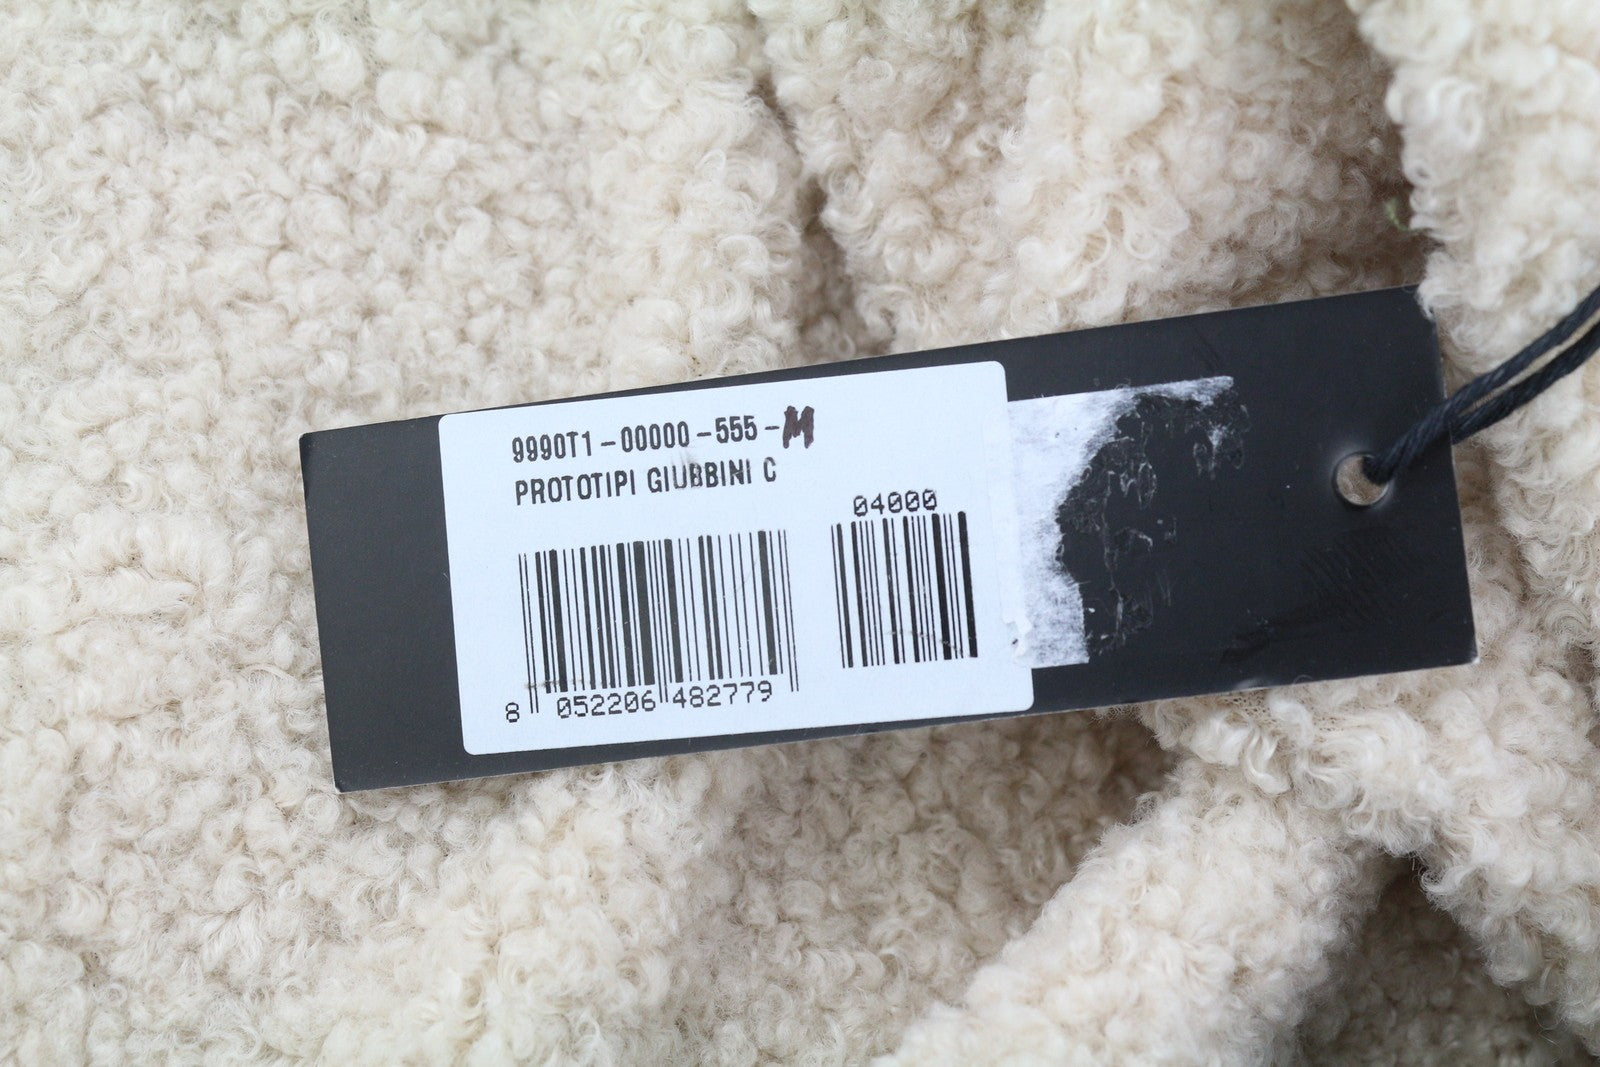 9990T1-00000-555-M
PROTOTIPI GIUBBINI C
04000
8 052206 482779